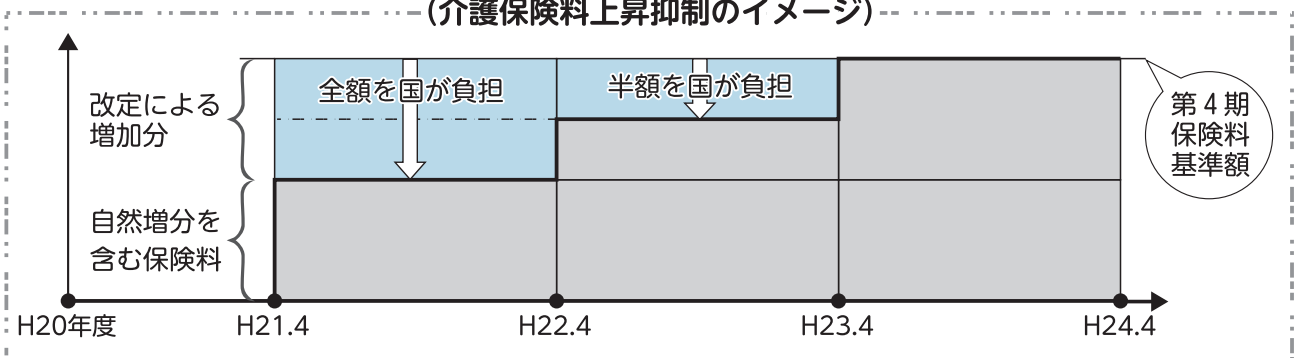 (介護保険料上昇抑制のイメージ)
全額を国が負担
半額を国が負担
改定による
増加分
第4期
保険料
基準額
自然増分を
含む保険料
H20年度
H21.4
H22.4
H23.4
H24.4